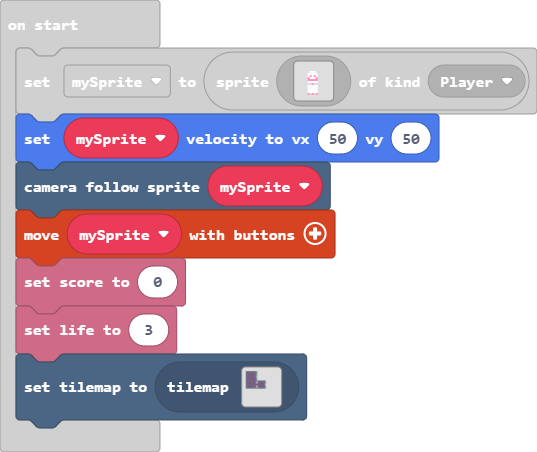 on start
set mySprite to sprite of kind Player
set mySprite velocity to vx 50 vy 50
camera follow sprite mySprite
move mySprite with buttons
set score to 0
set life to 3
set tilemap to tilemap